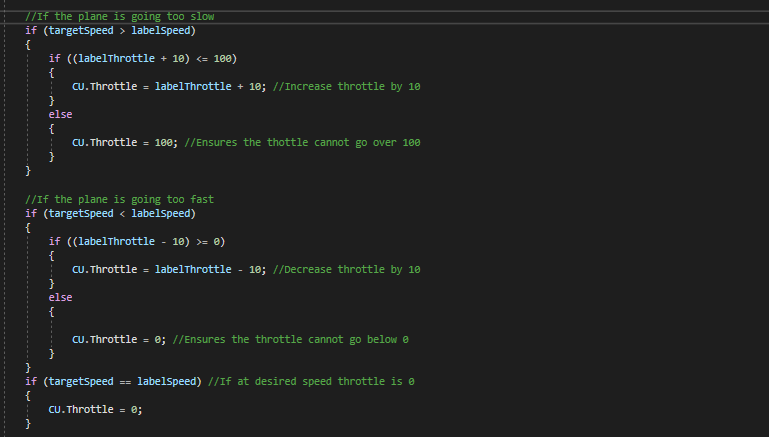 //If the plane is going too slow
if (targetSpeed > labelSpeed)
{
if ((labelThrottle + 10) <= 100)
{
CU.Throttle = labelThrottle + 10; //Increase throttle by 10
}
else
{
CU.Throttle = 100; //Ensures the thottle cannot go over 100
}
}
//If the plane is going too fast
if (targetSpeed < labelSpeed)
{
if ((labelThrottle - 10) >= 0)
{
CU.Throttle = labelThrottle - 10; //Decrease throttle by 10
}
else
{
CU.Throttle = 0; //Ensures the throttle cannot go below 0
}
}
if (targetSpeed == labelSpeed) //If at desired speed throttle is 0
{
CU.Throttle = 0;
}